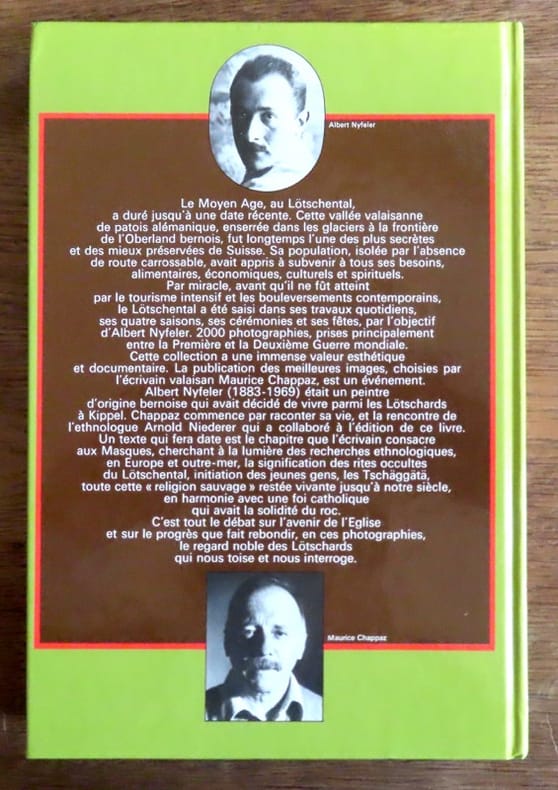 Albert Nyfeler
Le Moyen Age, au Lötschental,
a duré jusqu'à une date récente. Cette vallée valaisanne
de patois alémanique, enserrée dans les glaciers à la frontière
de l'Oberland bernois, fut longtemps l'une des plus secrètes
et des mieux préservées de Suisse. Sa population, isolée par l'absence
de route carrossable, avait appris à subvenir à tous ses besoins,
alimentaires, économiques, culturels et spirituels.
Par miracle, avant qu'il ne fût atteint
par le tourisme intensif et les bouleversements contemporains,
le Lötschental a été saisi dans ses travaux quotidiens,
ses quatre saisons, ses cérémonies et ses fêtes, par l'objectif
d'Albert Nyfeler. 2000 photographies, prises principalement
entre la Première et la Deuxième Guerre mondiale.
Cette collection a une immense valeur esthétique
et documentaire. La publication des meilleures images, choisies par
l'écrivain valaisan Maurice Chappaz, est un événement.
Albert Nyfeler (1883-1969) était un peintre
d'origine bernoise qui avait décidé de vivre parmi les Lötschards
à Kippel. Chappaz commence par raconter sa vie, et la rencontre de
l'ethnologue Arnold Niederer qui a collaboré à l'édition de ce livre.
Un texte qui fera date est le chapitre que l'écrivain consacre
aux Masques, cherchant à la lumière des recherches ethnologiques,
en Europe et outre-mer, la signification des rites occultes
du Lötschental, initiation des jeunes gens, les Tschäggätä,
toute cette « religion sauvage » restée vivante jusqu'à notre siècle,
en harmonie avec une foi catholique
qui avait la solidité du roc.
C'est tout le débat sur l'avenir de l'Eglise
et sur le progrès que fait rebondir, en ces photographies,
le regard noble des Lötschards
qui nous toise et nous interroge.
Maurice Chappaz